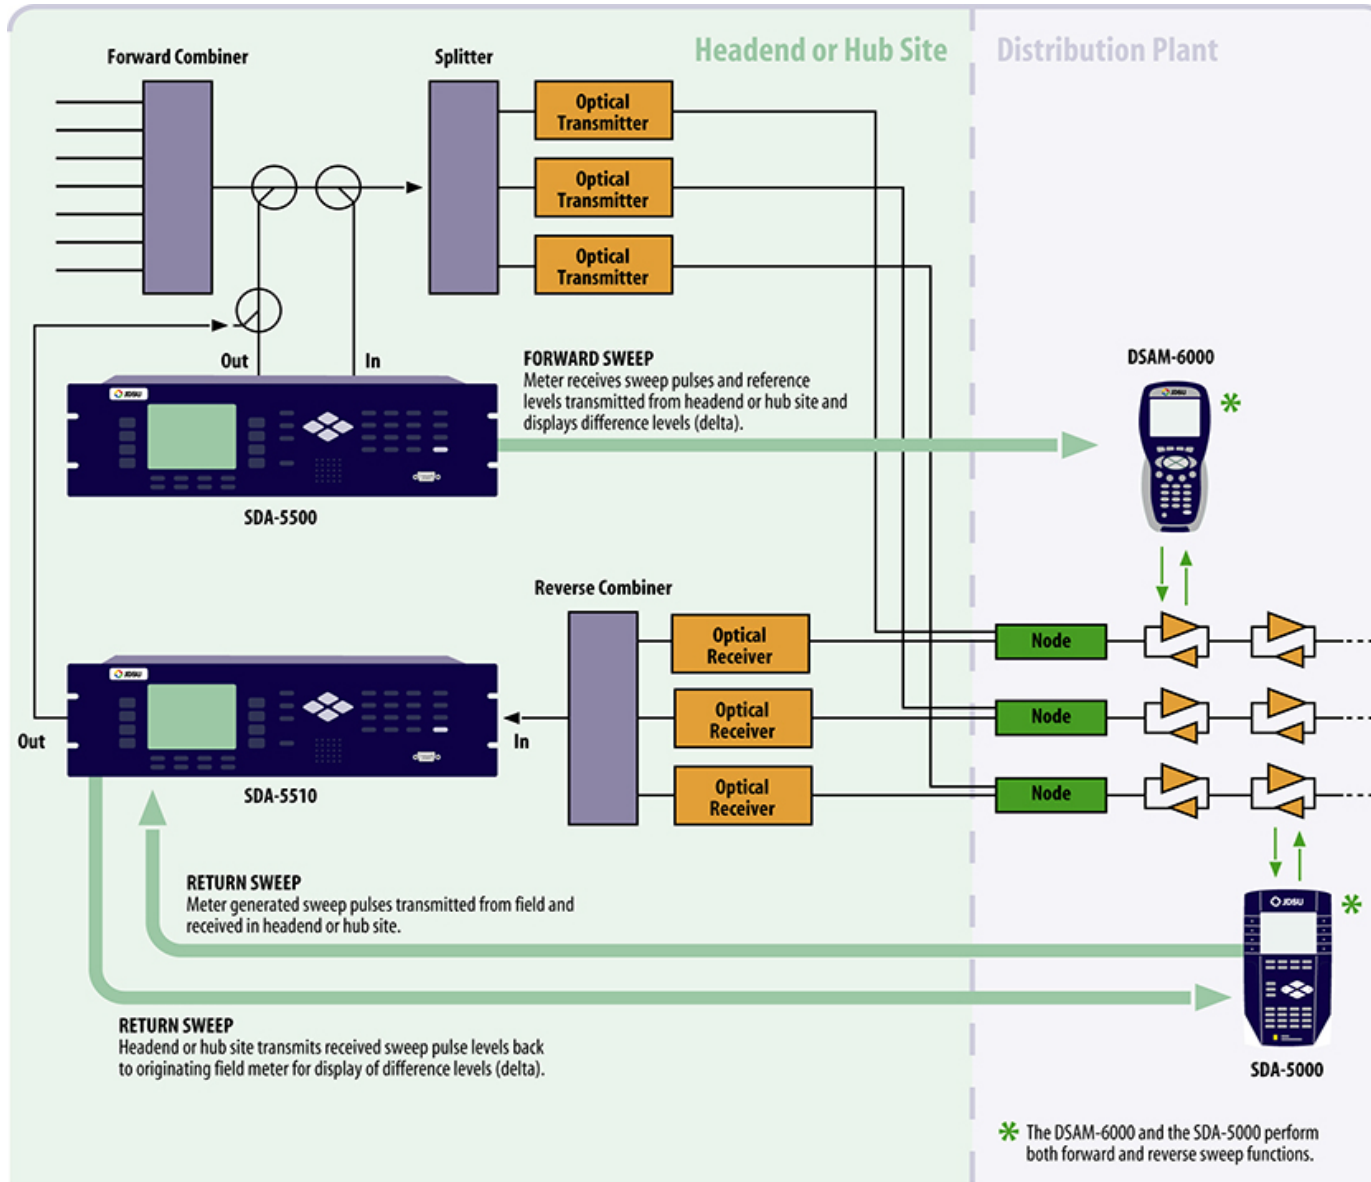 Headend or Hub Site
Distribution Plant
Forward Combiner
Splitter
Optical
Transmitter
Optical
Transmitter
Optical
Transmitter
Out
In
JDSU
SDA-5500
FORWARD SWEEP
Meter receives sweep pulses and reference
levels transmitted from headend or hub site and
displays difference levels (delta).
DSAM-6000
JDSU
Reverse Combiner
Optical
Receiver
Optical
Receiver
Optical
Receiver
Node
Node
Node
JDSU
Out
In
SDA-5510
RETURN SWEEP
Meter generated sweep pulses transmitted from field and
received in headend or hub site.
RETURN SWEEP
Headend or hub site transmits received sweep pulse levels back
to originating field meter for display of difference levels (delta).
JDSU
SDA-5000
* The DSAM-6000 and the SDA-5000 perform
both forward and reverse sweep functions.